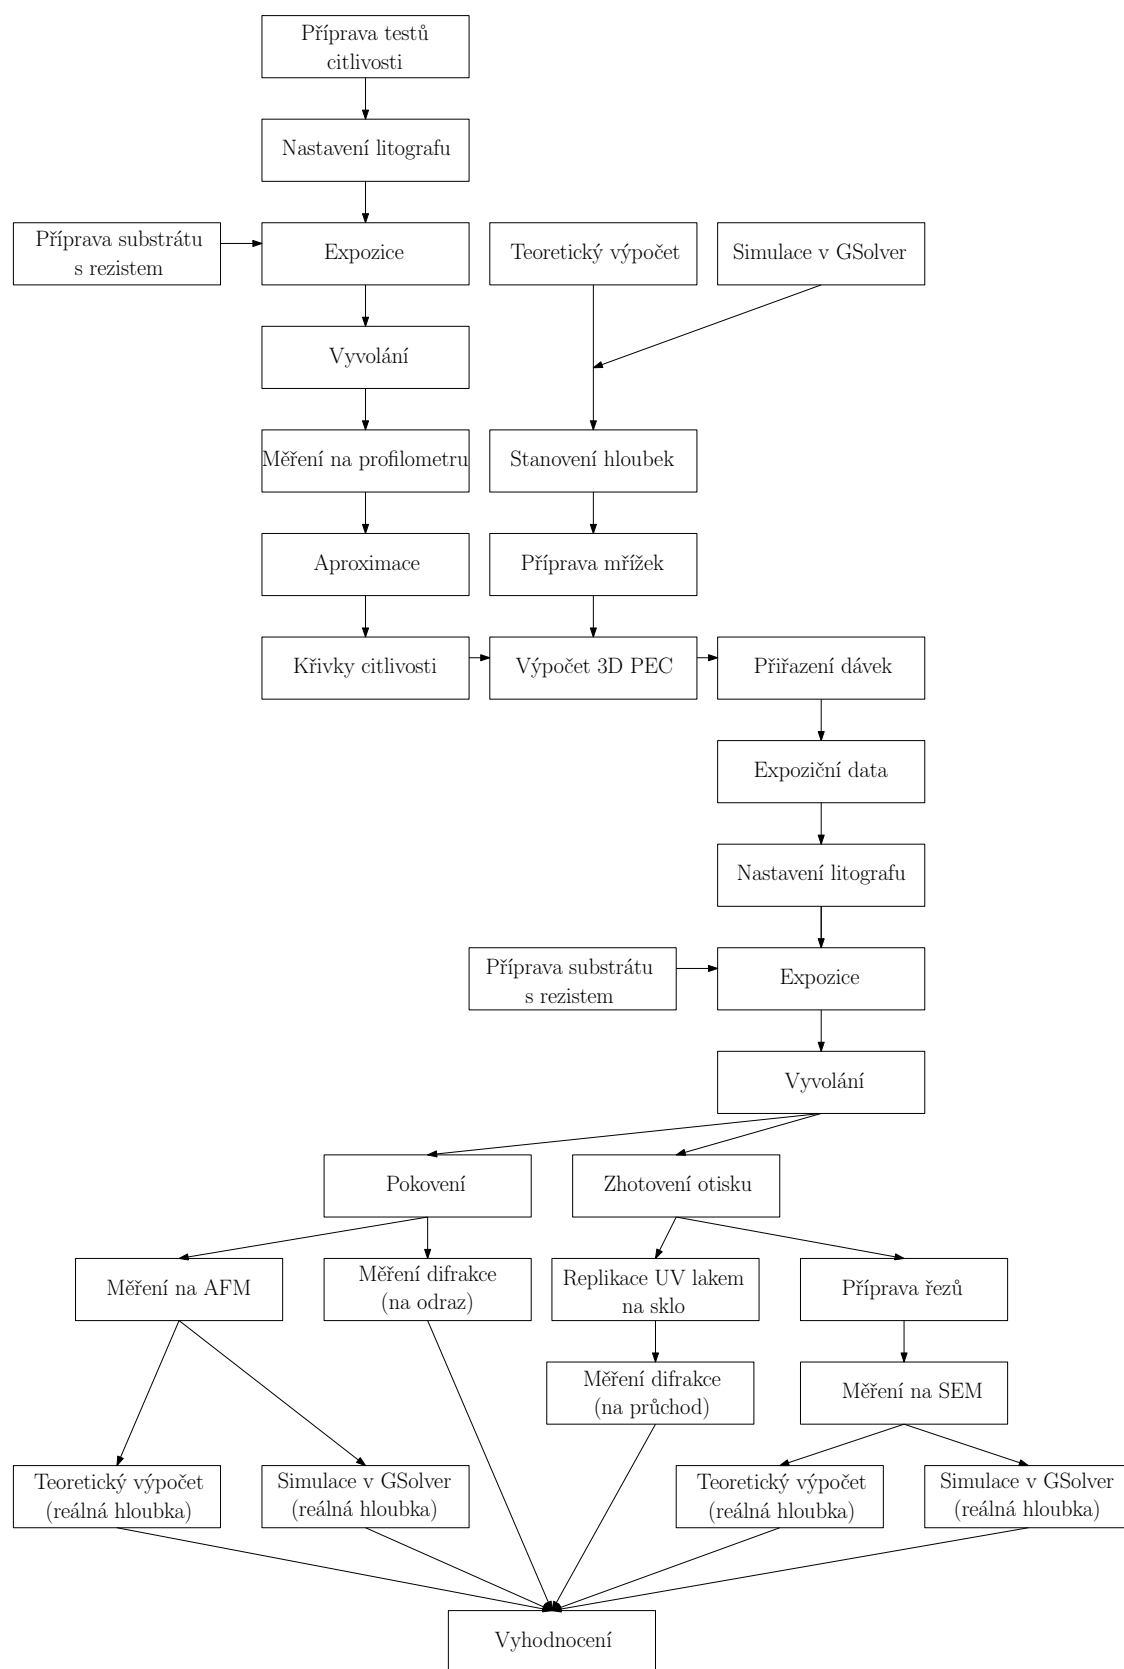 Příprava testů
citlivosti
Nastavení litografu
Příprava substrátu
s rezistem
Expozice
Teoretický výpočet
Simulace v GSolver
Vyvolání
Měření na profilometru
Stanovení hloubek
Aproximace
Příprava mřížek
Křivky citlivosti
Výpočet 3D PEC
Přiřazení dávek
Expoziční data
Nastavení litografu
Příprava substrátu
s rezistem
Expozice
Vyvolání
Pokovení
Zhotovení otisku
Měření na AFM
Měření difrakce
(na odraz)
Replikace UV lakem
na sklo
Příprava řezů
Měření difrakce
(na průchod)
Měření na SEM
Teoretický výpočet
(reálná hloubka)
Simulace v GSolver
(reálná hloubka)
Teoretický výpočet
(reálná hloubka)
Simulace v GSolver
(reálná hloubka)
Vyhodnocení